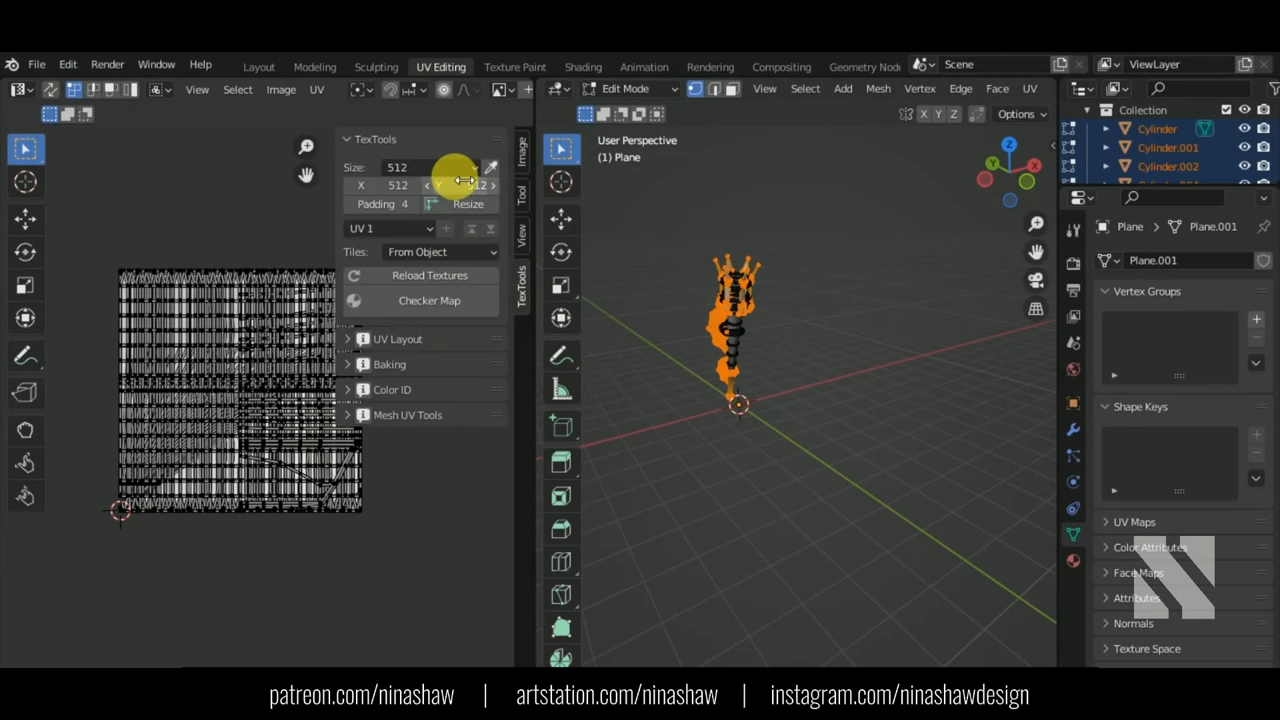 File Edit Render Window Help
Layout Modeling Sculpting UV Editing Texture Paint Shading Animation Rendering Compositing Geometry Nod
Scene
ViewLayer
View Select Image UV
Edit Mode View Select Add Mesh Vertex Edge Face UV
X Y Z Options
Collection
Cylinder
Cylinder.001
Cylinder.002
TexTools
Size: 512
X 512 Y 512
Padding 4 Resize
UV 1
Tiles: From Object
Reload Textures
Checker Map
UV Layout
Baking
Color ID
Mesh UV Tools
Image
Tool
View
TexTools
User Perspective
(1) Plane
Z
Y
X
Plane Plane.001
Plane.001
Vertex Groups
Shape Keys
UV Maps
Color Attributes
Face Maps
Attributes
Normals
Texture Space
patreon.com/ninashaw | artstation.com/ninashaw | instagram.com/ninashawdesign